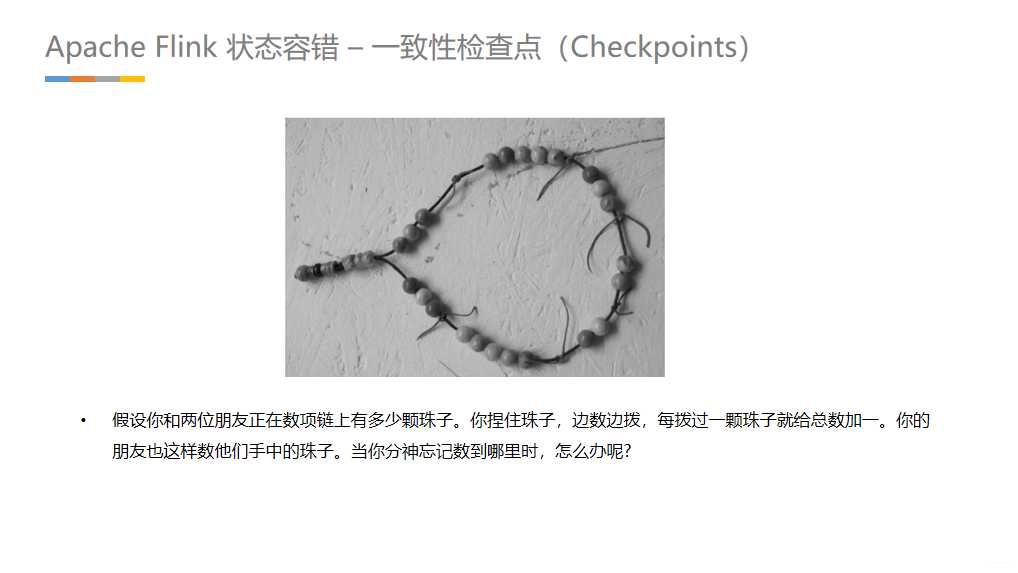 Apache Flink 状态容错 – 一致性检查点（Checkpoints）
• 假设你和两位朋友正在数项链上有多少颗珠子。你捏住珠子，边数边拨，每拨过一颗珠子就给总数加一。你的
朋友也这样数他们手中的珠子。当你分神忘记数到哪里时，怎么办呢?